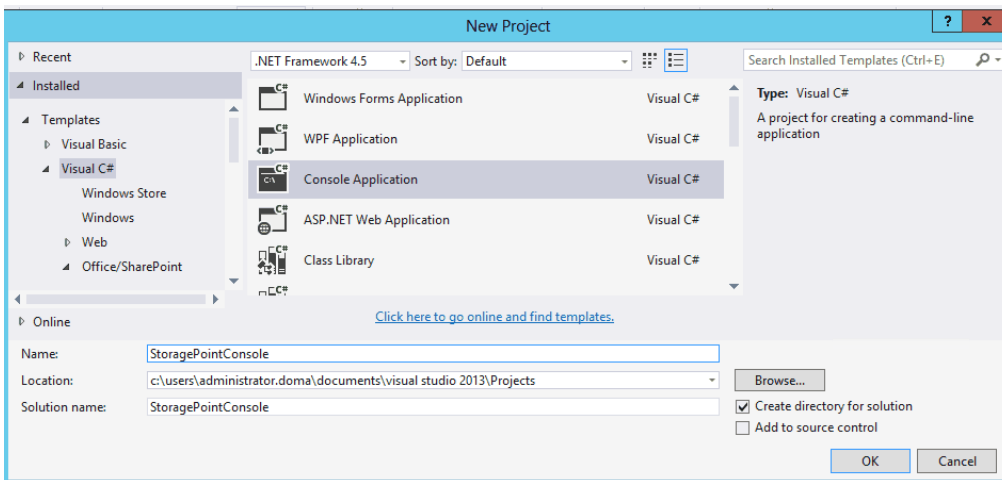 New Project
? x
Recent
Installed
Templates
Visual Basic
Visual C#
Windows Store
Windows
Web
Office/SharePoint
Online
.NET Framework 4.5 Sort by: Default
C# Windows Forms Application Visual C#
C# WPF Application Visual C#
C# C:\ Console Application Visual C#
C# ASP.NET Web Application Visual C#
C# Class Library Visual C#
C#
Click here to go online and find templates.
Search Installed Templates (Ctrl+E)
Type: Visual C#
A project for creating a command-line
application
Name: StoragePointConsole
Location: c:\users\administrator.doma\documents\visual studio 2013\Projects Browse...
Solution name: StoragePointConsole
Create directory for solution
Add to source control
OK Cancel